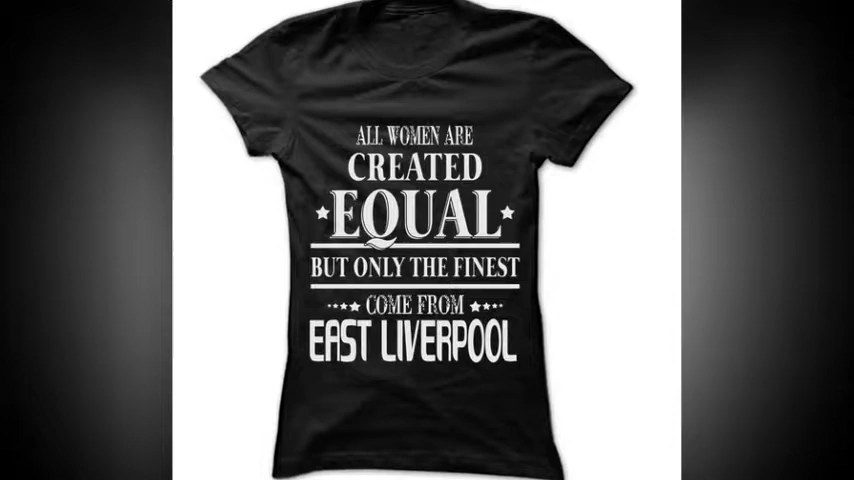 ALL WOMEN ARE
CREATED
EQUAL
BUT ONLY THE FINEST
COME FROM
EAST LIVERPOOL